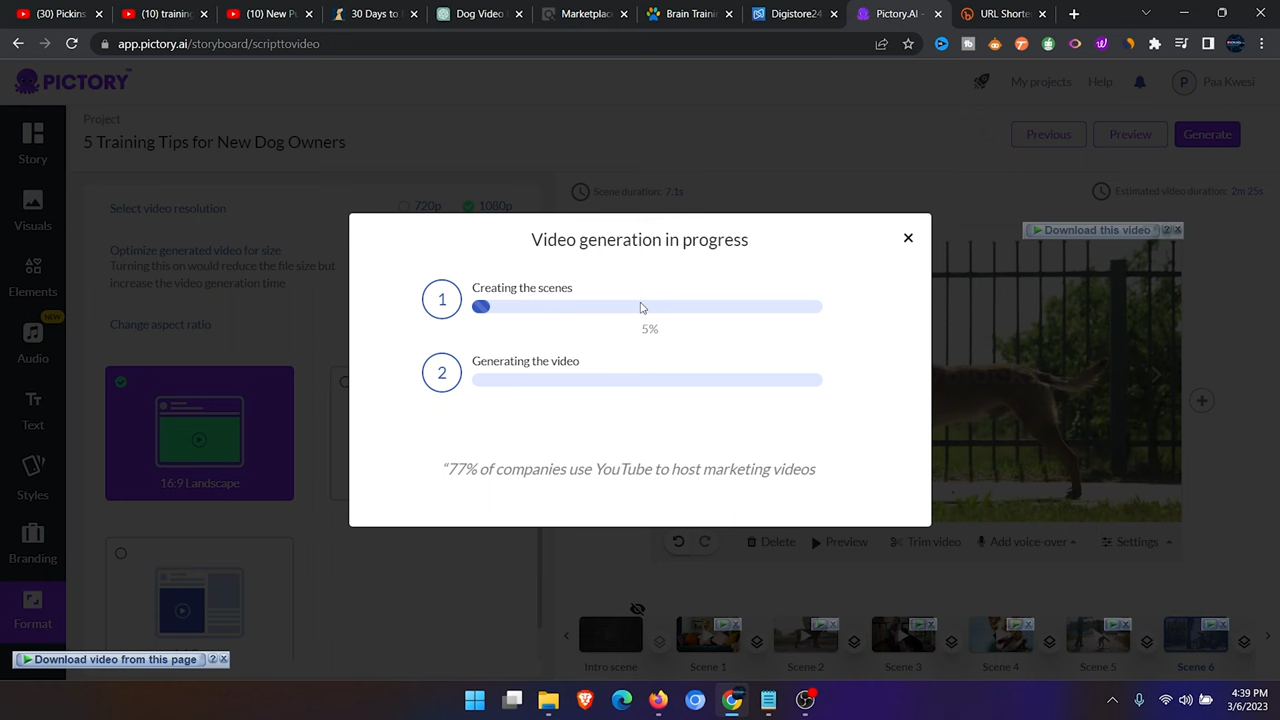 (30) Pickins
(10) training
(10) New Pu
30 Days to
Dog Video
Marketplace
Brain Traini
Digistore24
Pictory.AI -
URL Shorte
app.pictory.ai/storyboard/scripttovideo
PICTORY
My projects
Help
P
Paa Kwesi
Project
5 Training Tips for New Dog Owners
Previous
Preview
Generate
Story
Visuals
Elements
NEW
Audio
Text
Styles
Branding
Format
Select video resolution
720p
1080p
Optimize generated video for size
Turning this on would reduce the file size but
increase the video generation time
Change aspect ratio
16:9 Landscape
Scene duration: 7.1s
Estimated video duration: 2m 25s
Download this video
Video generation in progress
1
Creating the scenes
5%
2
Generating the video
“77% of companies use YouTube to host marketing videos
Delete
Preview
Trim video
Add voice-over
Settings
Intro scene
Scene 1
Scene 2
Scene 3
Scene 4
Scene 5
Scene 6
Download video from this page
4:39 PM
3/6/2023